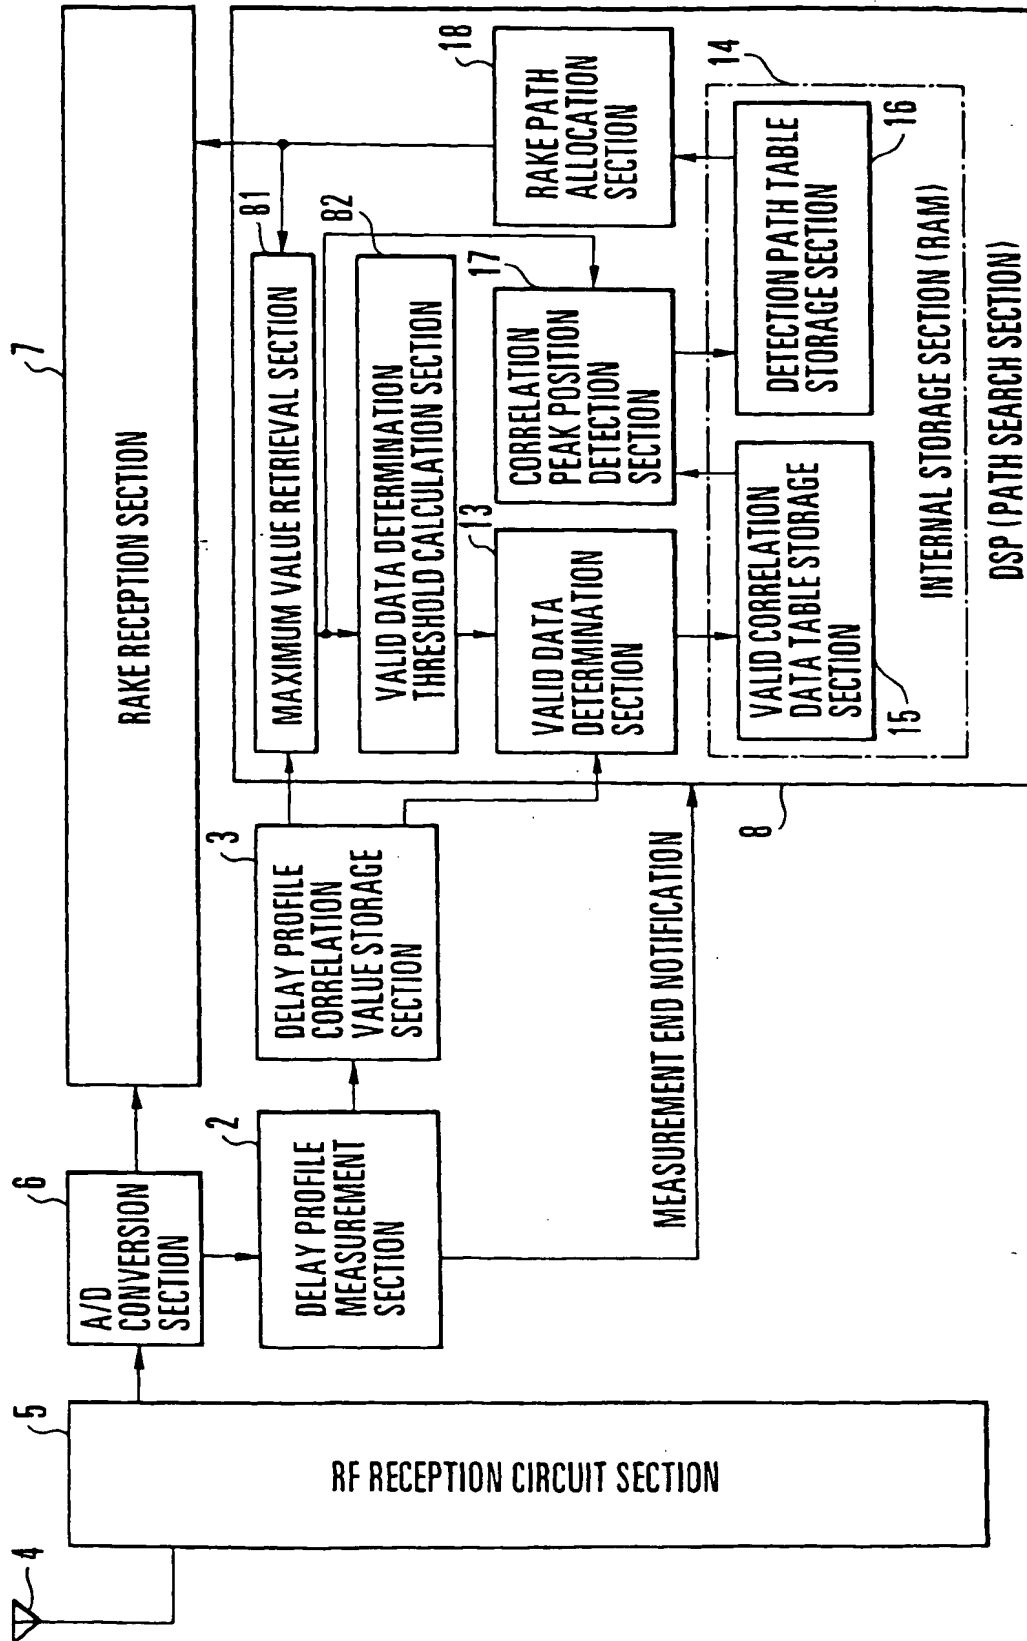 4
5
RF RECEPTION CIRCUIT SECTION
6
A/D
CONVERSION
SECTION
7
RAKE RECEPTION SECTION
2
DELAY PROFILE
MEASUREMENT
SECTION
3
DELAY PROFILE
CORRELATION
VALUE STORAGE
SECTION
MEASUREMENT END NOTIFICATION
8
81
MAXIMUM VALUE RETRIEVAL SECTION
82
VALID DATA DETERMINATION
THRESHOLD CALCULATION SECTION
13
VALID DATA
DETERMINATION
SECTION
17
CORRELATION
PEAK POSITION
DETECTION
SECTION
18
RAKE PATH
ALLOCATION
SECTION
14
15
VALID CORRELATION
DATA TABLE STORAGE
SECTION
16
DETECTION PATH TABLE
STORAGE SECTION
INTERNAL STORAGE SECTION (RAM)
DSP (PATH SEARCH SECTION)